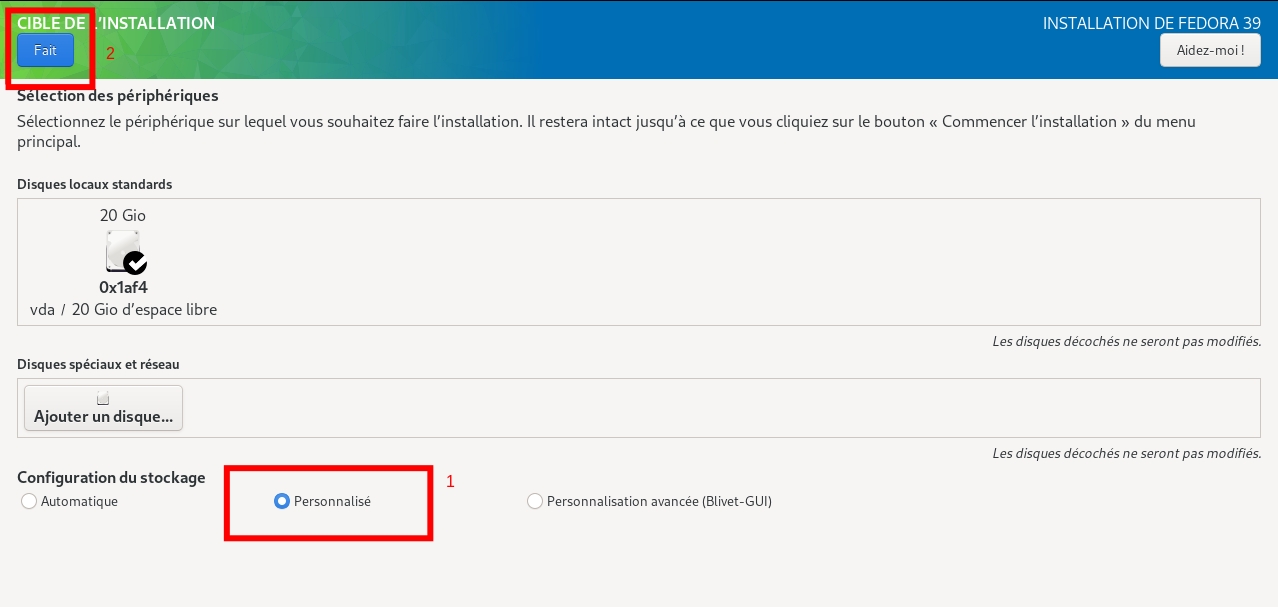 CIBLE DE L'INSTALLATION
INSTALLATION DE FEDORA 39
Fait
2
Aidez-moi !
Sélection des périphériques
Sélectionnez le périphérique sur lequel vous souhaitez faire l'installation. Il restera intact jusqu'à ce que vous cliquiez sur le bouton « Commencer l'installation » du menu
principal.
Disques locaux standards
20 Gio
0x1af4
vda / 20 Gio d'espace libre
Les disques décochés ne seront pas modifiés.
Disques spéciaux et réseau
Ajouter un disque...
Les disques décochés ne seront pas modifiés.
Configuration du stockage
1
Automatique
Personnalisé
Personnalisation avancée (Blivet-GUI)